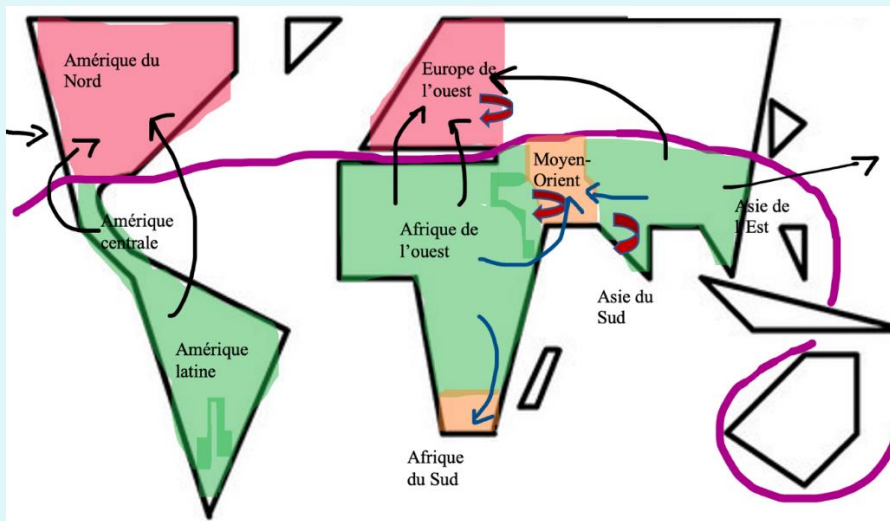 Amérique du
Nord
Europe de
l’ouest
Moyen-
Orient
Amérique
centrale
Afrique de
l’ouest
Asie de
l’Est
Asie du
Sud
Amérique
latine
Afrique
du Sud